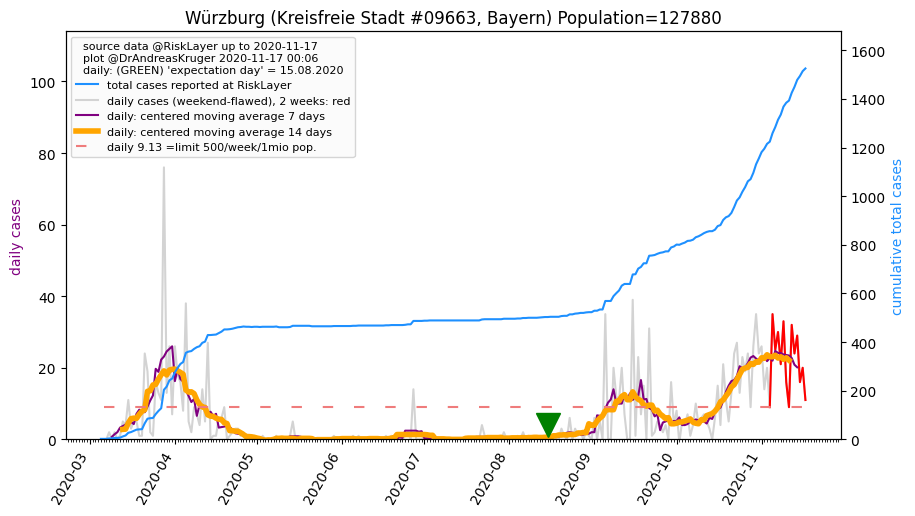 Würzburg (Kreisfreie Stadt #09663, Bayern) Population=127880
source data @RiskLayer up to 2020-11-17
plot @DrAndreasKruger 2020-11-17 00:06
daily: (GREEN) 'expectation day' = 15.08.2020
total cases reported at RiskLayer
daily cases (weekend-flawed), 2 weeks: red
daily: centered moving average 7 days
daily: centered moving average 14 days
daily 9.13 =limit 500/week/1mio pop.
daily cases
100
80
60
40
20
0
cumulative total cases
1600
1400
1200
1000
800
600
400
200
0
2020-03
2020-04
2020-05
2020-06
2020-07
2020-08
2020-09
2020-10
2020-11